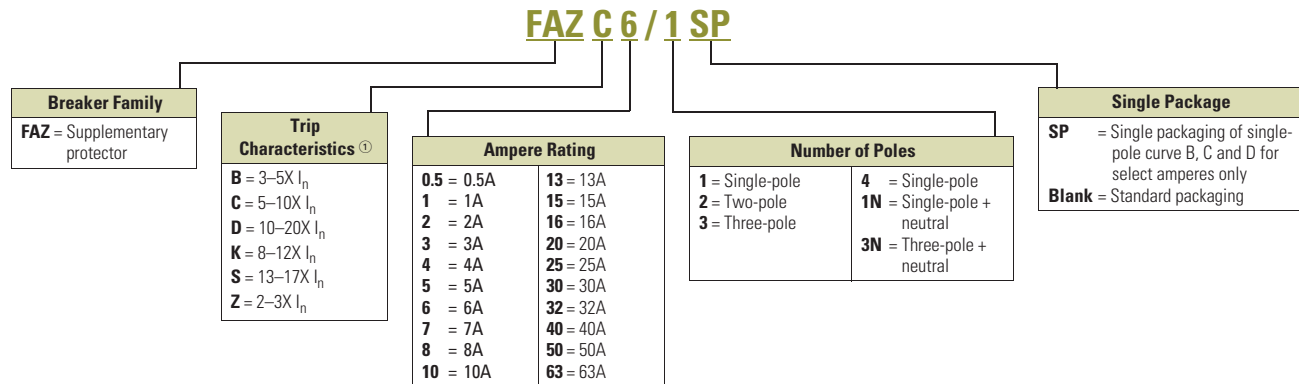 FAZ C 6 / 1 SP
Breaker Family
FAZ = Supplementary
protector
Trip
Characteristics ①
B = 3–5X In
C = 5–10X In
D = 10–20X In
K = 8–12X In
S = 13–17X In
Z = 2–3X In
Ampere Rating
0.5 = 0.5A
1 = 1A
2 = 2A
3 = 3A
4 = 4A
5 = 5A
6 = 6A
7 = 7A
8 = 8A
10 = 10A
13 = 13A
15 = 15A
16 = 16A
20 = 20A
25 = 25A
30 = 30A
32 = 32A
40 = 40A
50 = 50A
63 = 63A
Number of Poles
1 = Single-pole
2 = Two-pole
3 = Three-pole
4 = Single-pole
1N = Single-pole +
neutral
3N = Three-pole +
neutral
Single Package
SP = Single packaging of single-
pole curve B, C and D for
select amperes only
Blank = Standard packaging